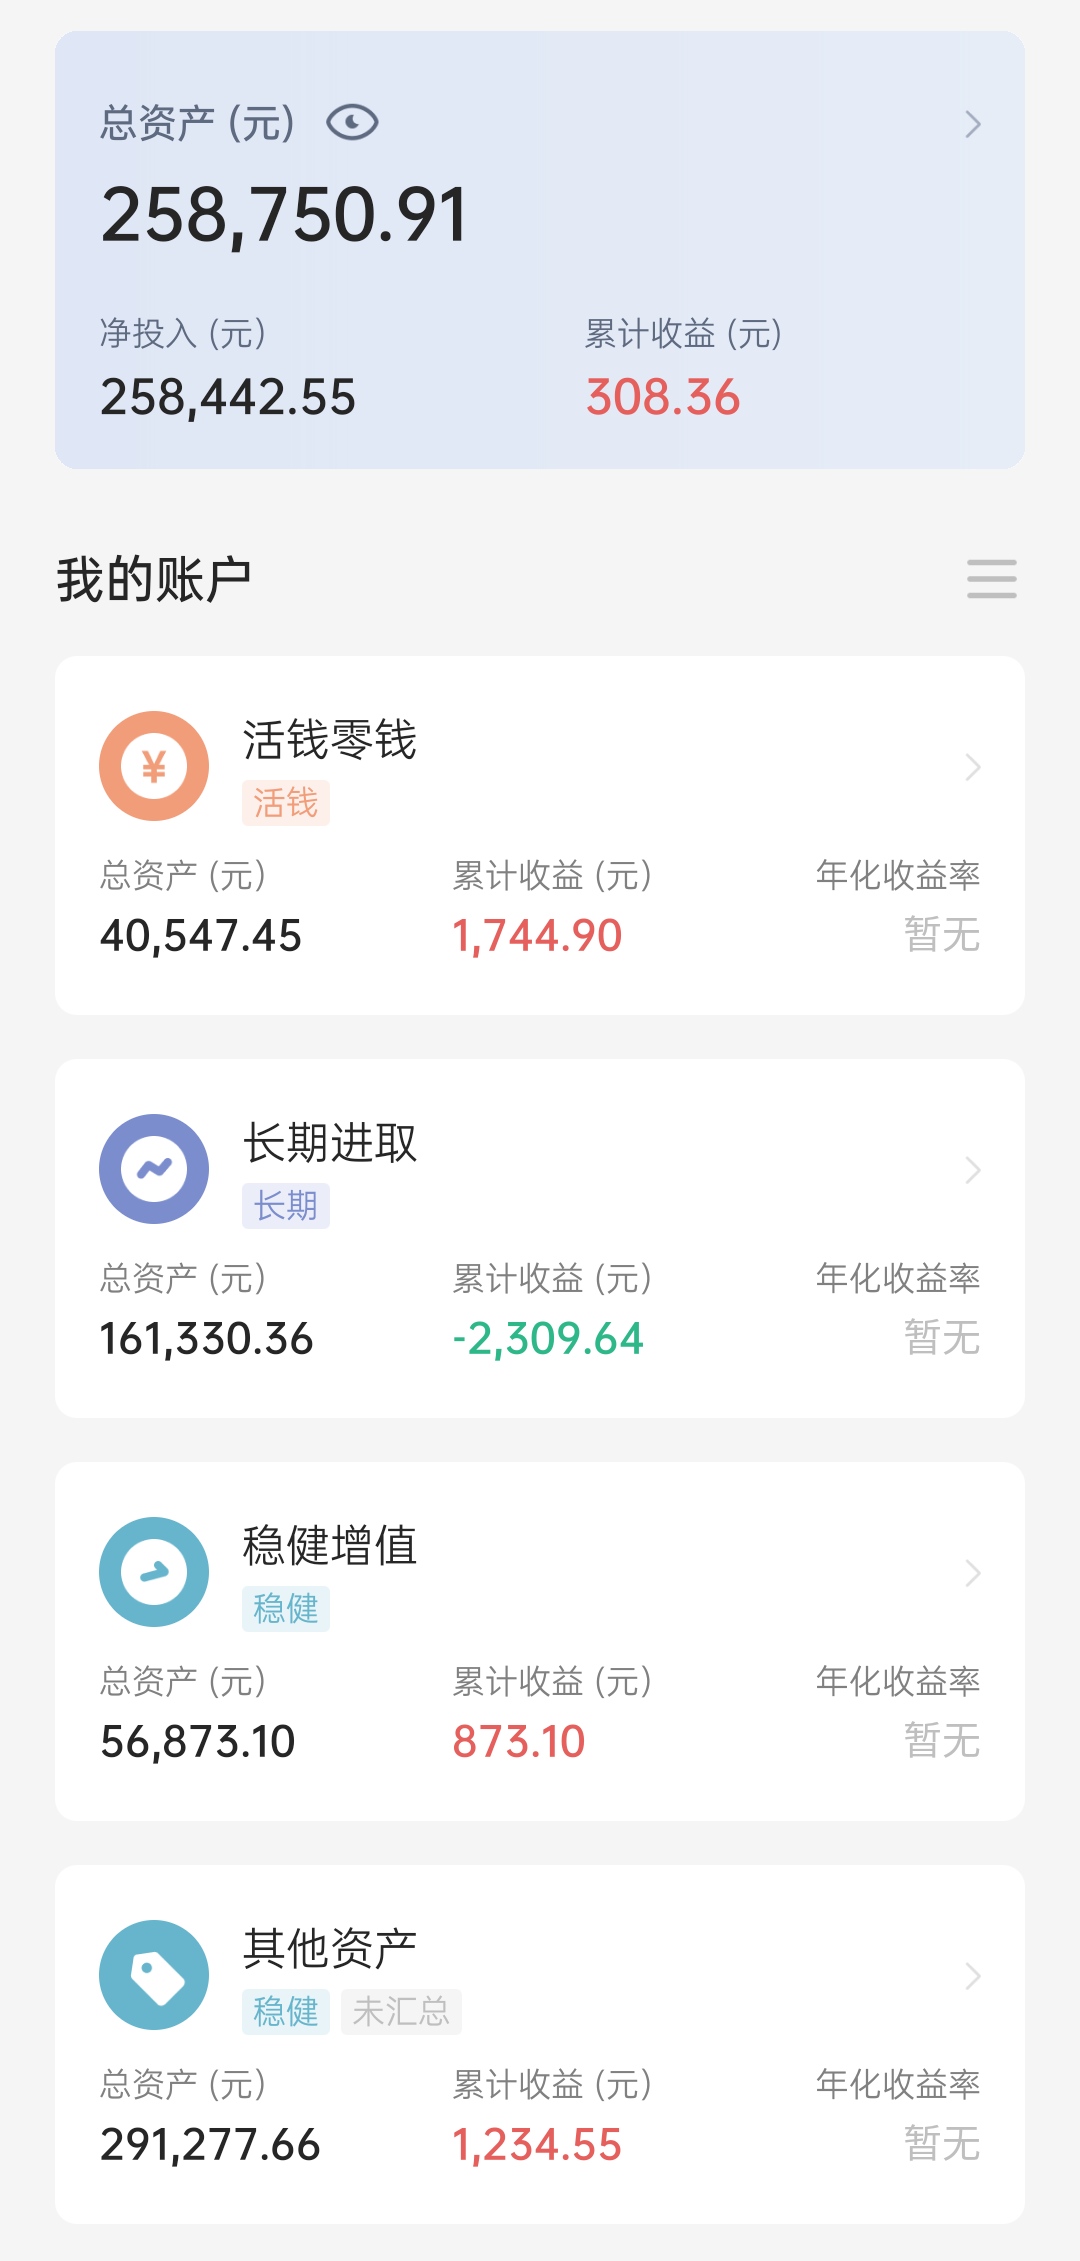 总资产 (元)
258,750.91
净投入 (元) 累计收益 (元)
258,442.55 308.36
我的账户
¥ 活钱零钱
活钱
总资产 (元) 累计收益 (元) 年化收益率
40,547.45 1,744.90 暂无
长期进取
长期
总资产 (元) 累计收益 (元) 年化收益率
161,330.36 -2,309.64 暂无
稳健增值
稳健
总资产 (元) 累计收益 (元) 年化收益率
56,873.10 873.10 暂无
其他资产
稳健 未汇总
总资产 (元) 累计收益 (元) 年化收益率
291,277.66 1,234.55 暂无